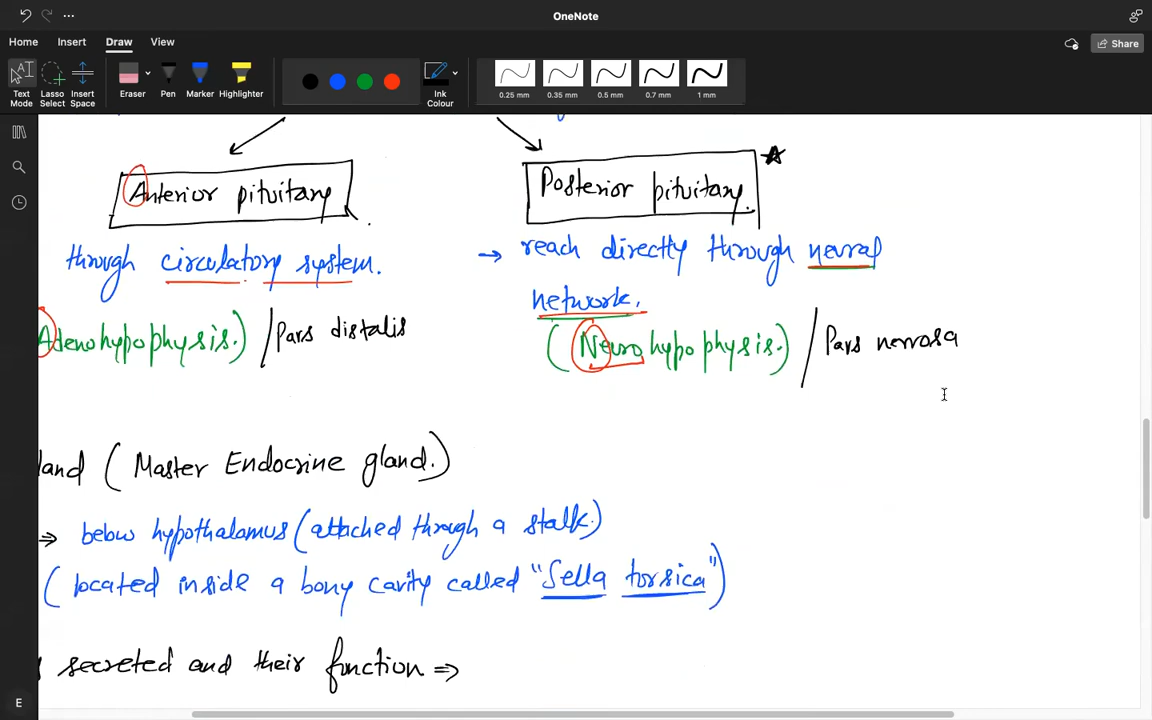 OneNote
Home Insert Draw View
Share
Text Mode
Lasso Select
Insert Space
Eraser
Pen
Marker
Highlighter
Ink Colour
0.25 mm 0.35 mm 0.5 mm 0.7 mm 1 mm
Anterior pituitary Posterior pituitary.
through circulatory system. → reach directly through neural
network.
Adenohypophysis.) / Pars distalis (Neurohypophysis.) / Pars nervosa
land (Master Endocrine gland.)
⇒ below hypothalamus (attached through a stalk.)
(located inside a bony cavity called "Sella torsica")
secreted and their function ⇒
E